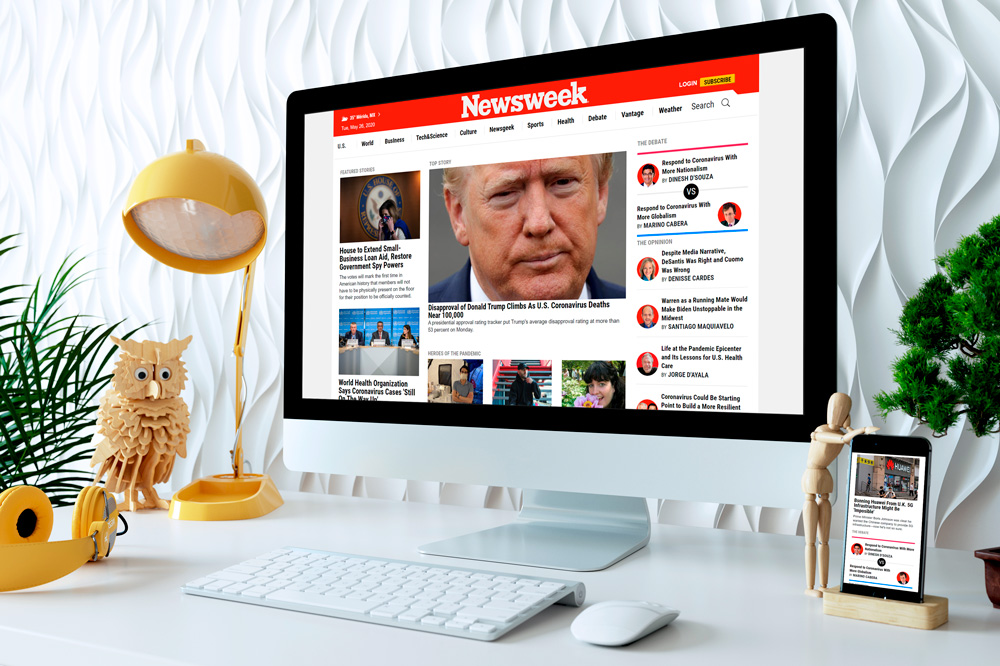 Newsweek
LOGIN SUBSCRIBE
35° Mérida, MX >
Tue, May 26, 2020
U.S. World Business Tech&Science Culture Newsgeek Sports Health Debate Vantage Weather Search
FEATURED STORIES
House to Extend Small-
Business Loan Aid, Restore
Government Spy Powers
The votes will mark the first time in
American history that members will not
have to be physically present on the floor
for their position to be officially counted.
World Health Organization
Says Coronavirus Cases 'Still
On The Way Up'
TOP STORY
Disapproval of Donald Trump Climbs As U.S. Coronavirus Deaths
Near 100,000
A presidential approval rating tracker put Trump's average disapproval rating at more than
53 percent on Monday.
HEROES OF THE PANDEMIC
THE DEBATE
Respond to Coronavirus With
More Nationalism
BY DINESH D'SOUZA
VS
Respond to Coronavirus With
More Globalism
BY MARINO CABERA
THE OPINION
Despite Media Narrative,
DeSantis Was Right and Cuomo
Was Wrong
BY DENISSE CARDES
Warren as a Running Mate Would
Make Biden Unstoppable in the
Midwest
BY SANTIAGO MAQUIAVELO
Life at the Pandemic Epicenter
and Its Lessons for U.S. Health
Care
BY JORGE D'AYALA
Coronavirus Could Be Starting
Point to Build a More Resilient
HUAWEI
Banning Huawei From U.K. 5G
Infrastructure Might Be
'Impossible'
THE DEBATE
Respond to Coronavirus With More
Nationalism
BY DINESH D'SOUZA
VS
Respond to Coronavirus With
More Globalism
BY MARINO CABERA